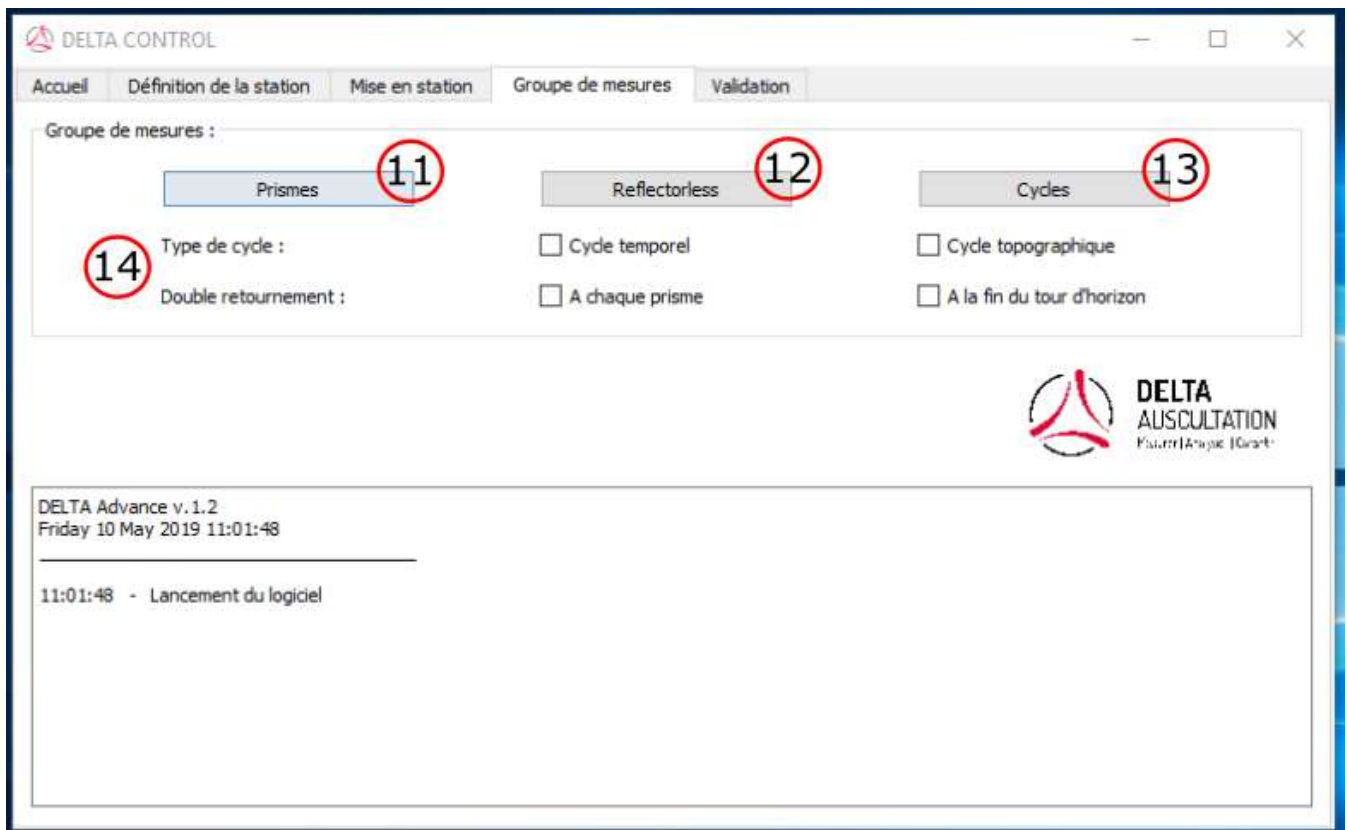 DELTA CONTROL
Accueil Définition de la station Mise en station Groupe de mesures Validation
Groupe de mesures :
Prismes 11 Reflectorless 12 Cycles 13
14 Type de cycle : Cycle temporel Cycle topographique
Double retournement : A chaque prisme A la fin du tour d'horizon
DELTA
AUSCULTATION
DELTA Advance v.1.2
Friday 10 May 2019 11:01:48
11:01:48 - Lancement du logiciel